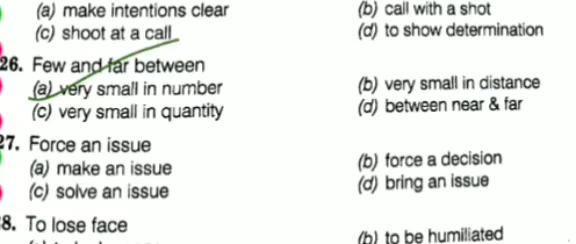 (a) make intentions clear (b) call with a shot
(c) shoot at a call (d) to show determination
26. Few and far between
(a) very small in number (b) very small in distance
(c) very small in quantity (d) between near & far
27. Force an issue
(a) make an issue (b) force a decision
(c) solve an issue (d) bring an issue
8. To lose face
(b) to be humiliated